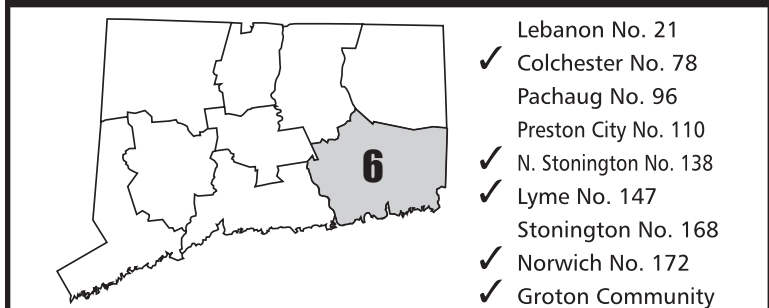 6
Lebanon No. 21
✓ Colchester No. 78
Pachaug No. 96
Preston City No. 110
✓ N. Stonington No. 138
✓ Lyme No. 147
Stonington No. 168
✓ Norwich No. 172
✓ Groton Community